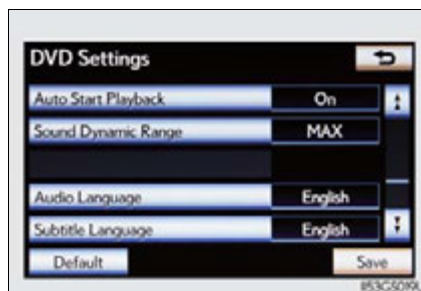 DVD Settings
Auto Start Playback On
Sound Dynamic Range MAX
Audio Language English
Subtitle Language English
Default Save